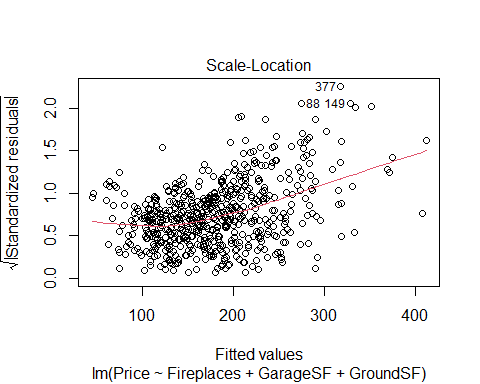 Scale-Location
377
88 149
2.0
1.5
1.0
0.5
0.0
√|Standardized residuals|
100 200 300 400
Fitted values
lm(Price ~ Fireplaces + GarageSF + GroundSF)